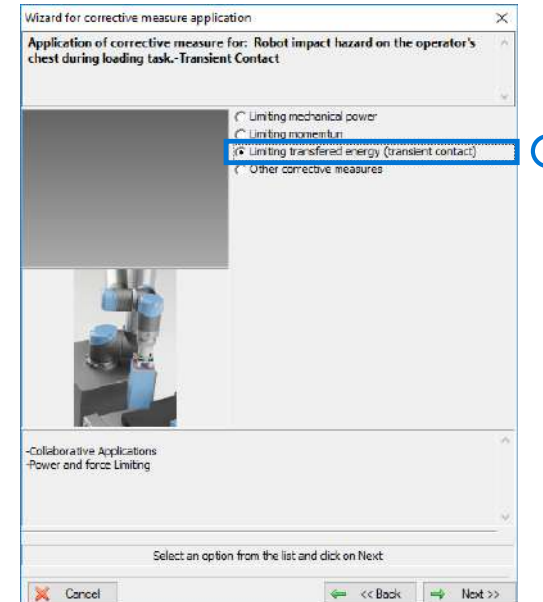 Wizard for corrective measure application
Application of corrective measure for: Robot impact hazard on the operator's
chest during loading task.-Transient Contact
Limiting mechanical power
Limiting momemtun
Limiting transfered energy (transient contact)
Other corrective measures
-Collaborative Applications
-Power and force Limiting
Select an option from the list and click on Next
Cancel
<< Back
Next >>